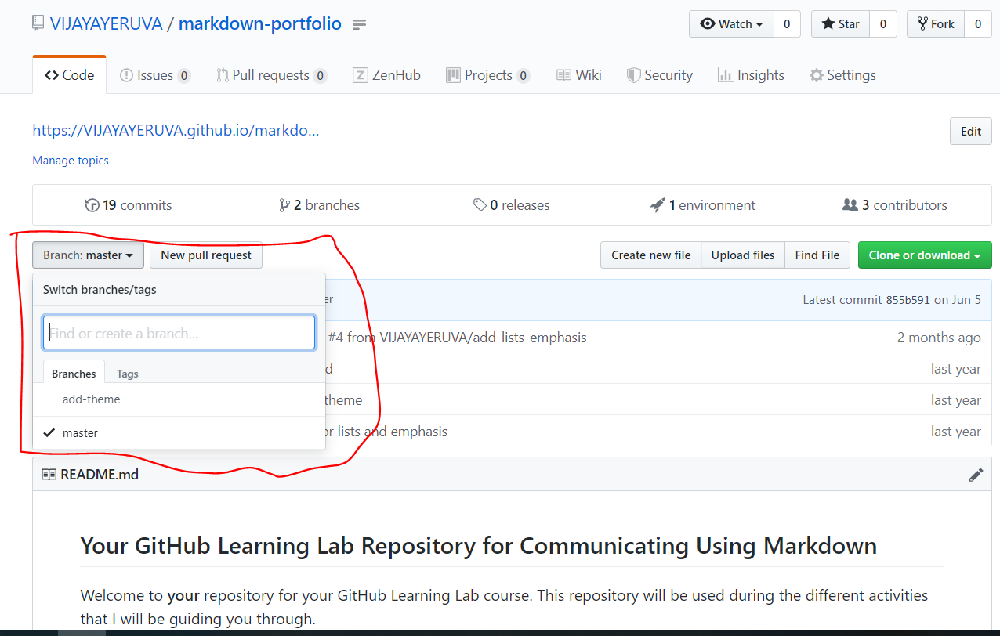 VIJAYAYERUVA / markdown-portfolio
Watch 0 Star 0 Fork 0
Code Issues 0 Pull requests 0 ZenHub Projects 0 Wiki Security Insights Settings
https://VIJAYAYERUVA.github.io/markdo...
Edit
Manage topics
19 commits 2 branches 0 releases 1 environment 3 contributors
Branch: master New pull request Create new file Upload files Find File Clone or download
Switch branches/tags
er Latest commit 855b591 on Jun 5
Find or create a branch...
#4 from VIJAYAYERUVA/add-lists-emphasis 2 months ago
Branches Tags
d last year
add-theme
theme last year
master
or lists and emphasis last year
README.md
Your GitHub Learning Lab Repository for Communicating Using Markdown
Welcome to your repository for your GitHub Learning Lab course. This repository will be used during the different activities
that I will be guiding you through.